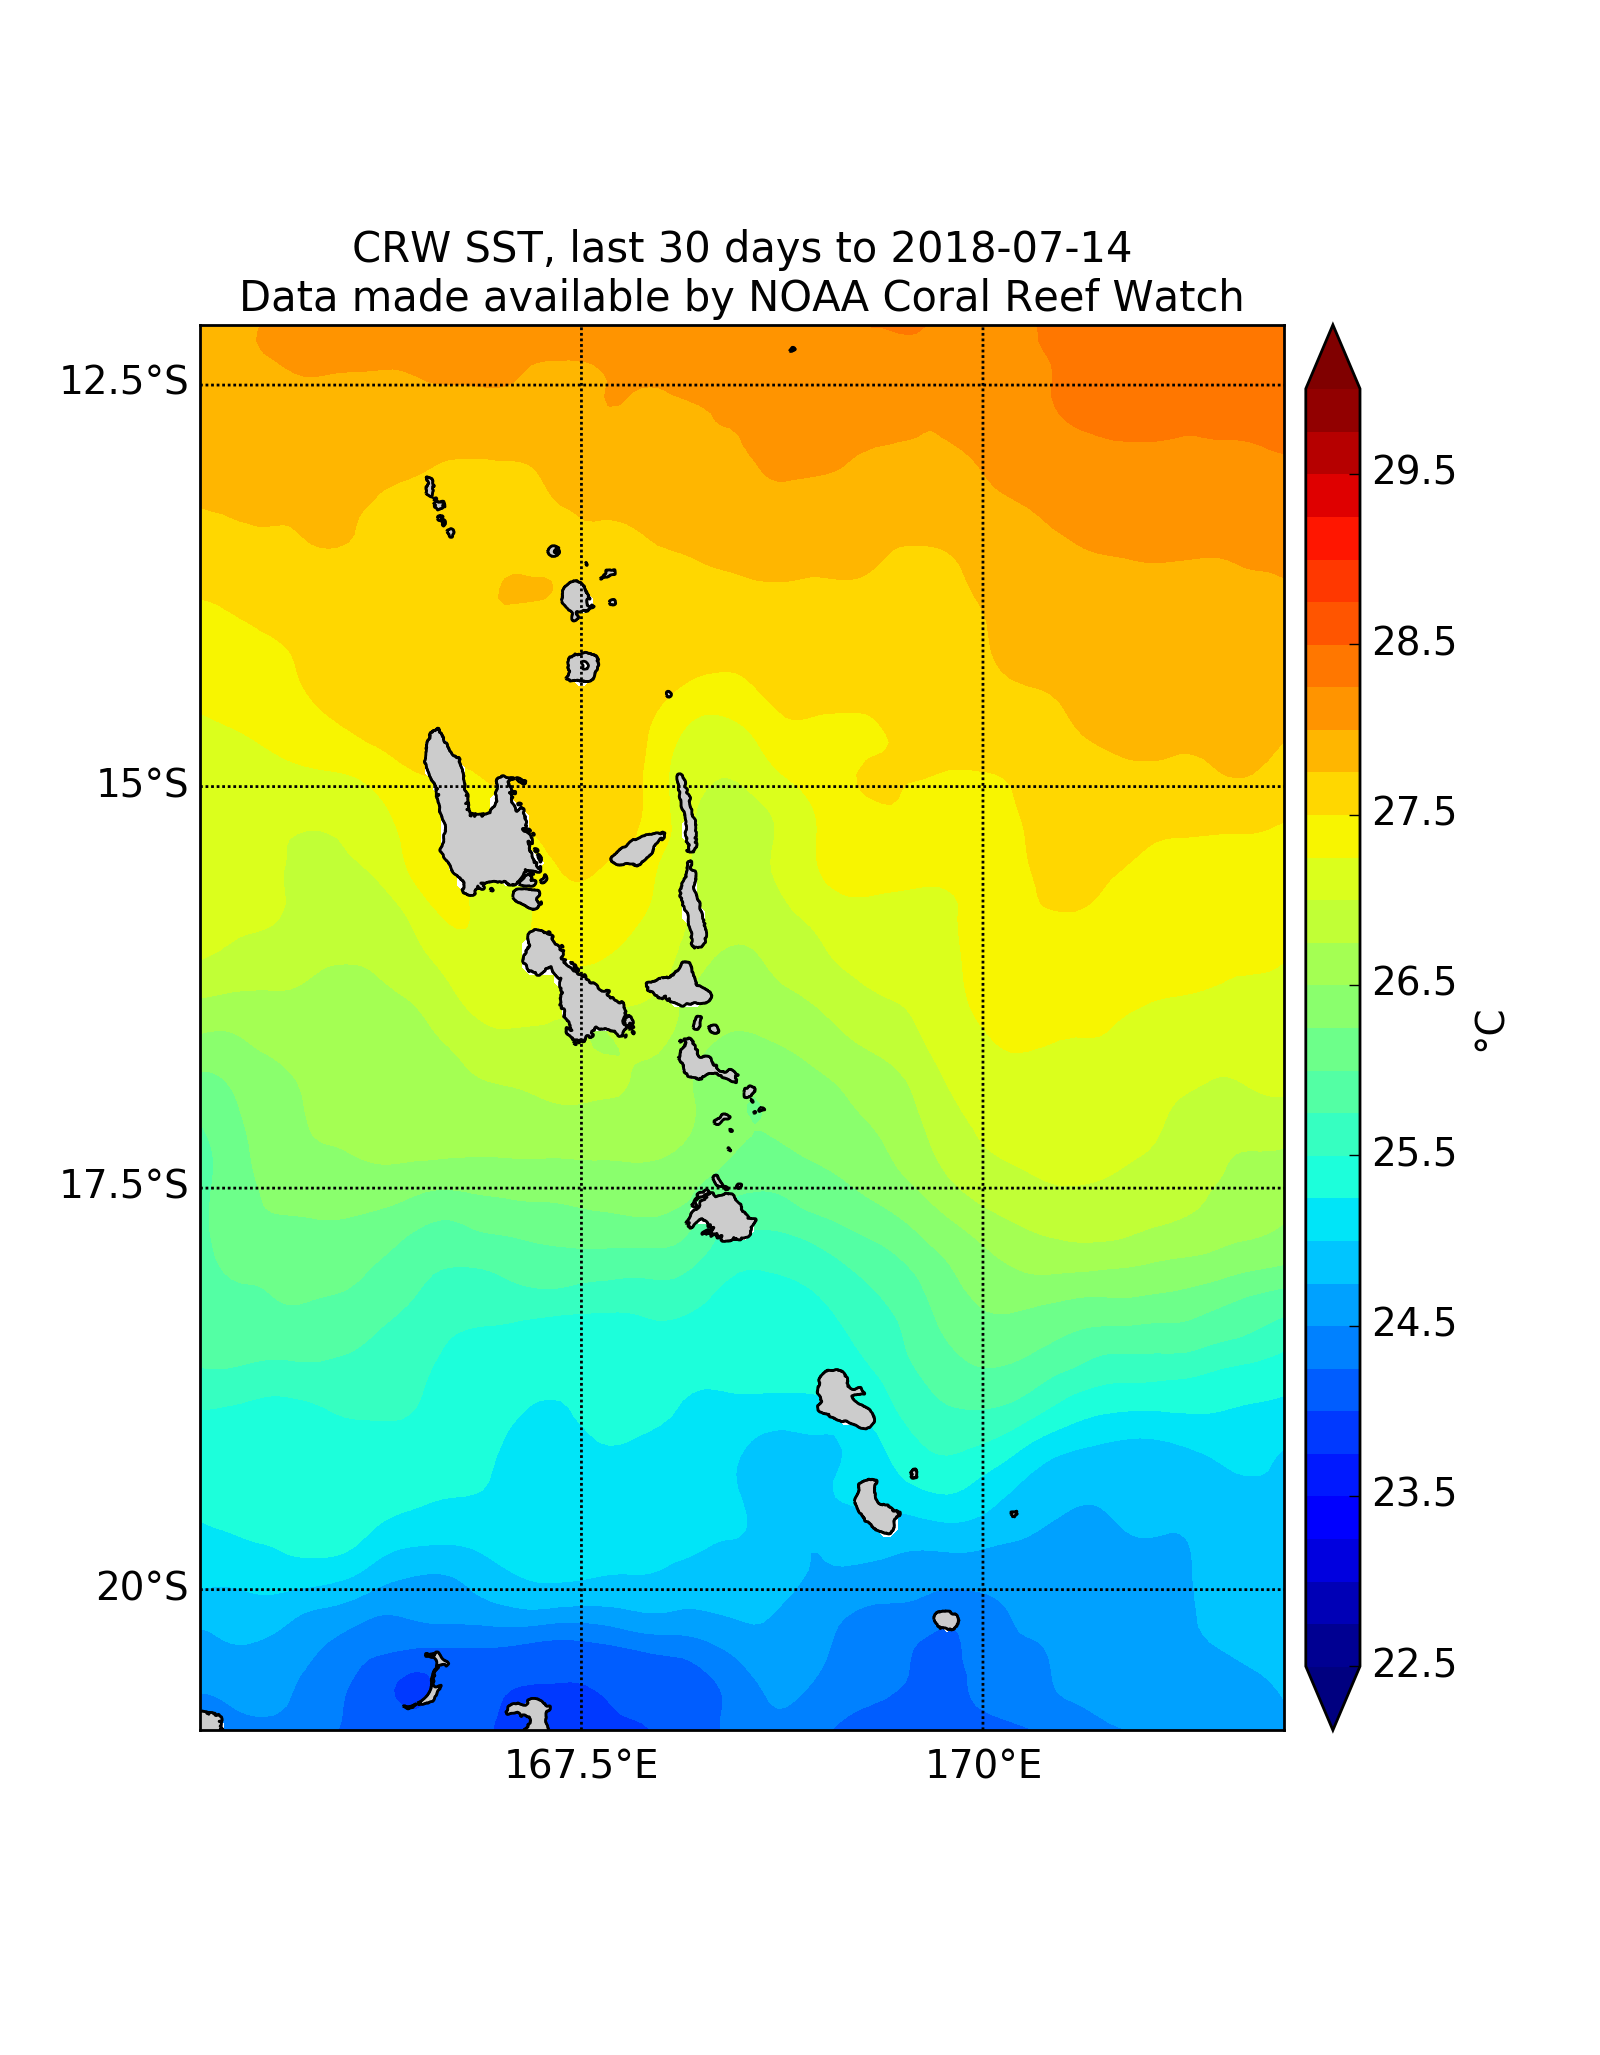 CRW SST, last 30 days to 2018-07-14
Data made available by NOAA Coral Reef Watch
12.5°S
15°S
17.5°S
20°S
167.5°E
170°E
29.5
28.5
27.5
26.5
25.5
24.5
23.5
22.5
°C